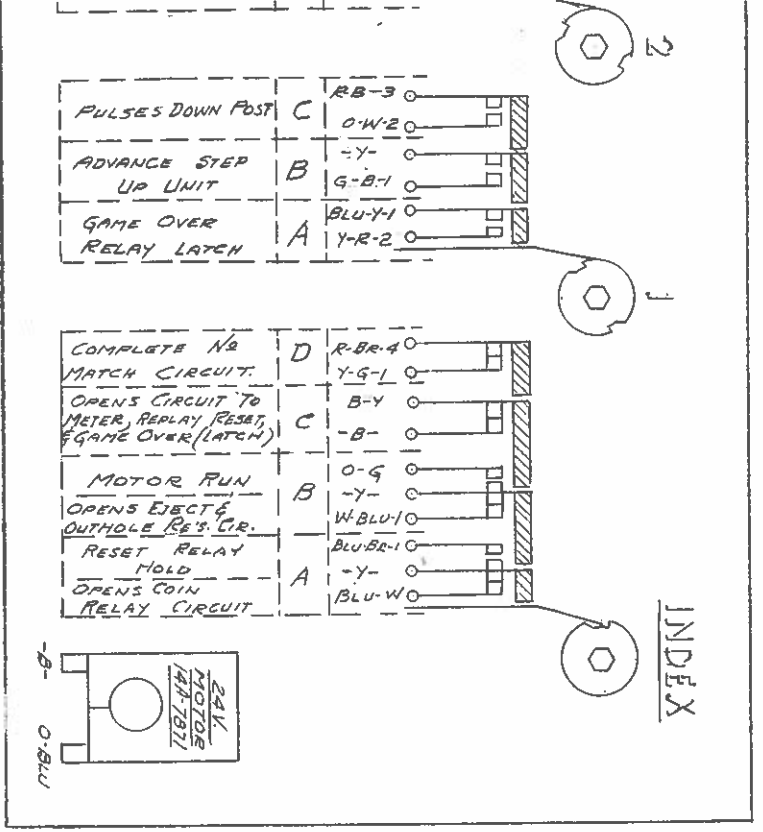 2
PULSES DOWN POST C RB-3
O-W-2
ADVANCE STEP
UP UNIT B -Y-
G-B-1
GAME OVER
RELAY LATCH A BLU-Y-1
Y-R-2
1
COMPLETE No
MATCH CIRCUIT. D R-BR-4
Y-G-1
OPENS CIRCUIT TO
METER, REPLAY RESET,
& GAME OVER (LATCH) C B-Y
-B-
MOTOR RUN B O-G
-Y-
OPENS EJECT &
OUTHOLE RE'S. CIR. W-BLU-1
RESET RELAY
HOLD A BLU-BR-1
-Y-
OPENS COIN
RELAY CIRCUIT BLU-W
INDEX
24V.
MOTOR
14A-7871
-B-
O-BLU